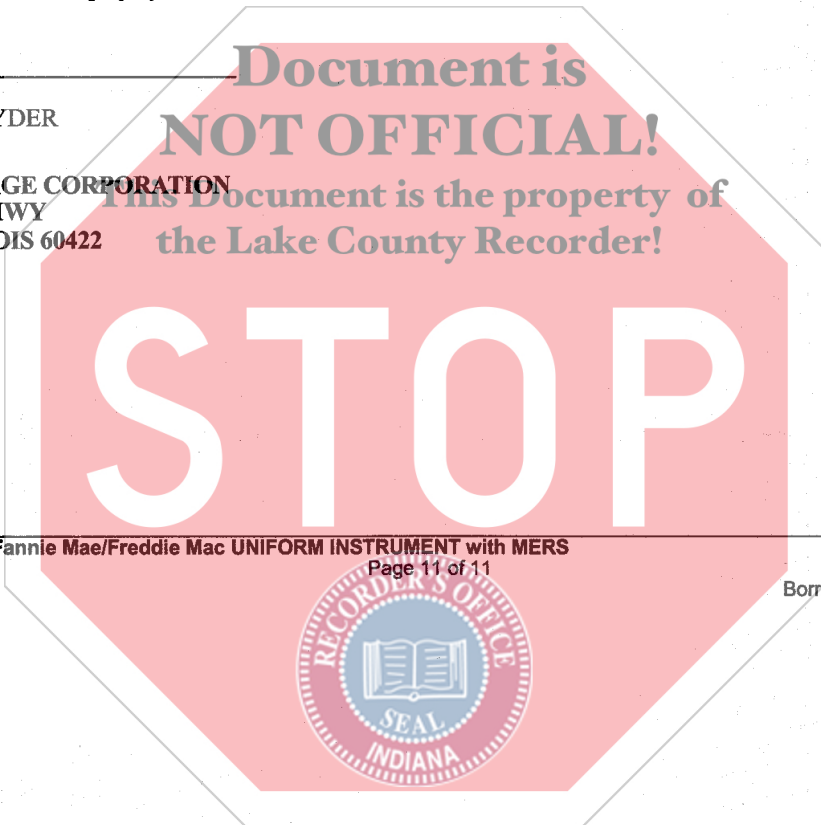 Document is
YDER
NOT OFFICIAL!
GE CORPORATION
This Document is the property of
IWY
OIS 60422
the Lake County Recorder!
STOP
Fannie Mae/Freddie Mac UNIFORM INSTRUMENT with MERS
Page 11 of 11
Borr
RECORDER'S OFFICE
SEAL
INDIANA